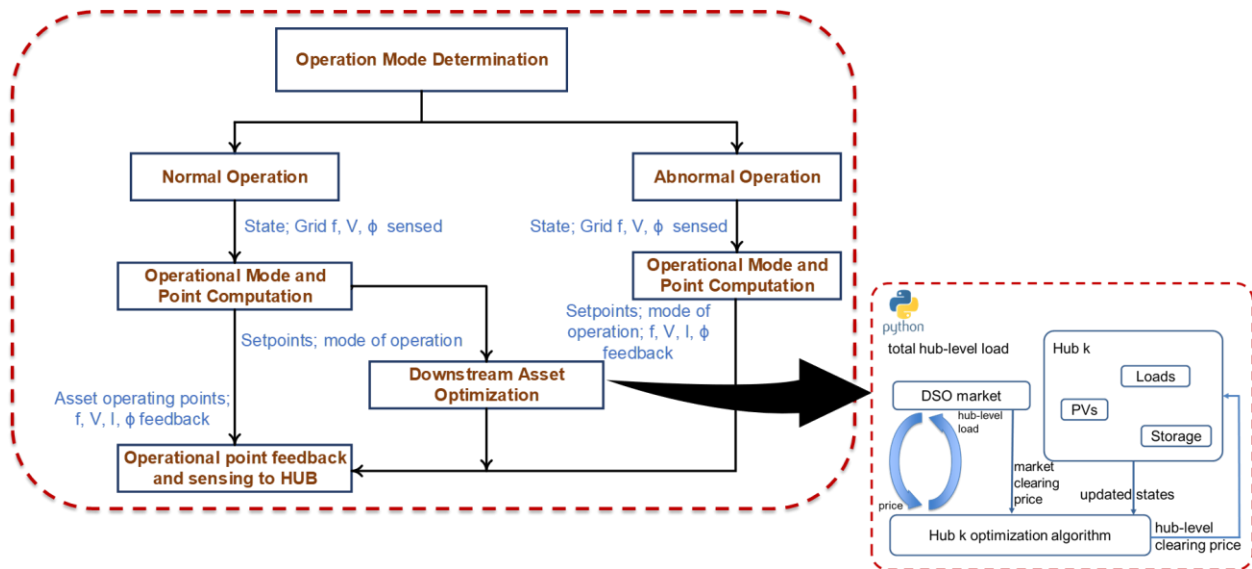 Operation Mode Determination
Normal Operation
Abnormal Operation
State; Grid f, V, ϕ sensed
State; Grid f, V, ϕ sensed
Operational Mode and
Point Computation
Operational Mode and
Point Computation
Setpoints; mode of operation
Setpoints; mode of
operation; f, V, I, ϕ
feedback
Downstream Asset
Optimization
Asset operating points;
f, V, I, ϕ feedback
Operational point feedback
and sensing to HUB
python
total hub-level load
Hub k
Loads
PVs
Storage
DSO market
hub-level
load
market
clearing
price
updated states
price
Hub k optimization algorithm
hub-level
clearing price